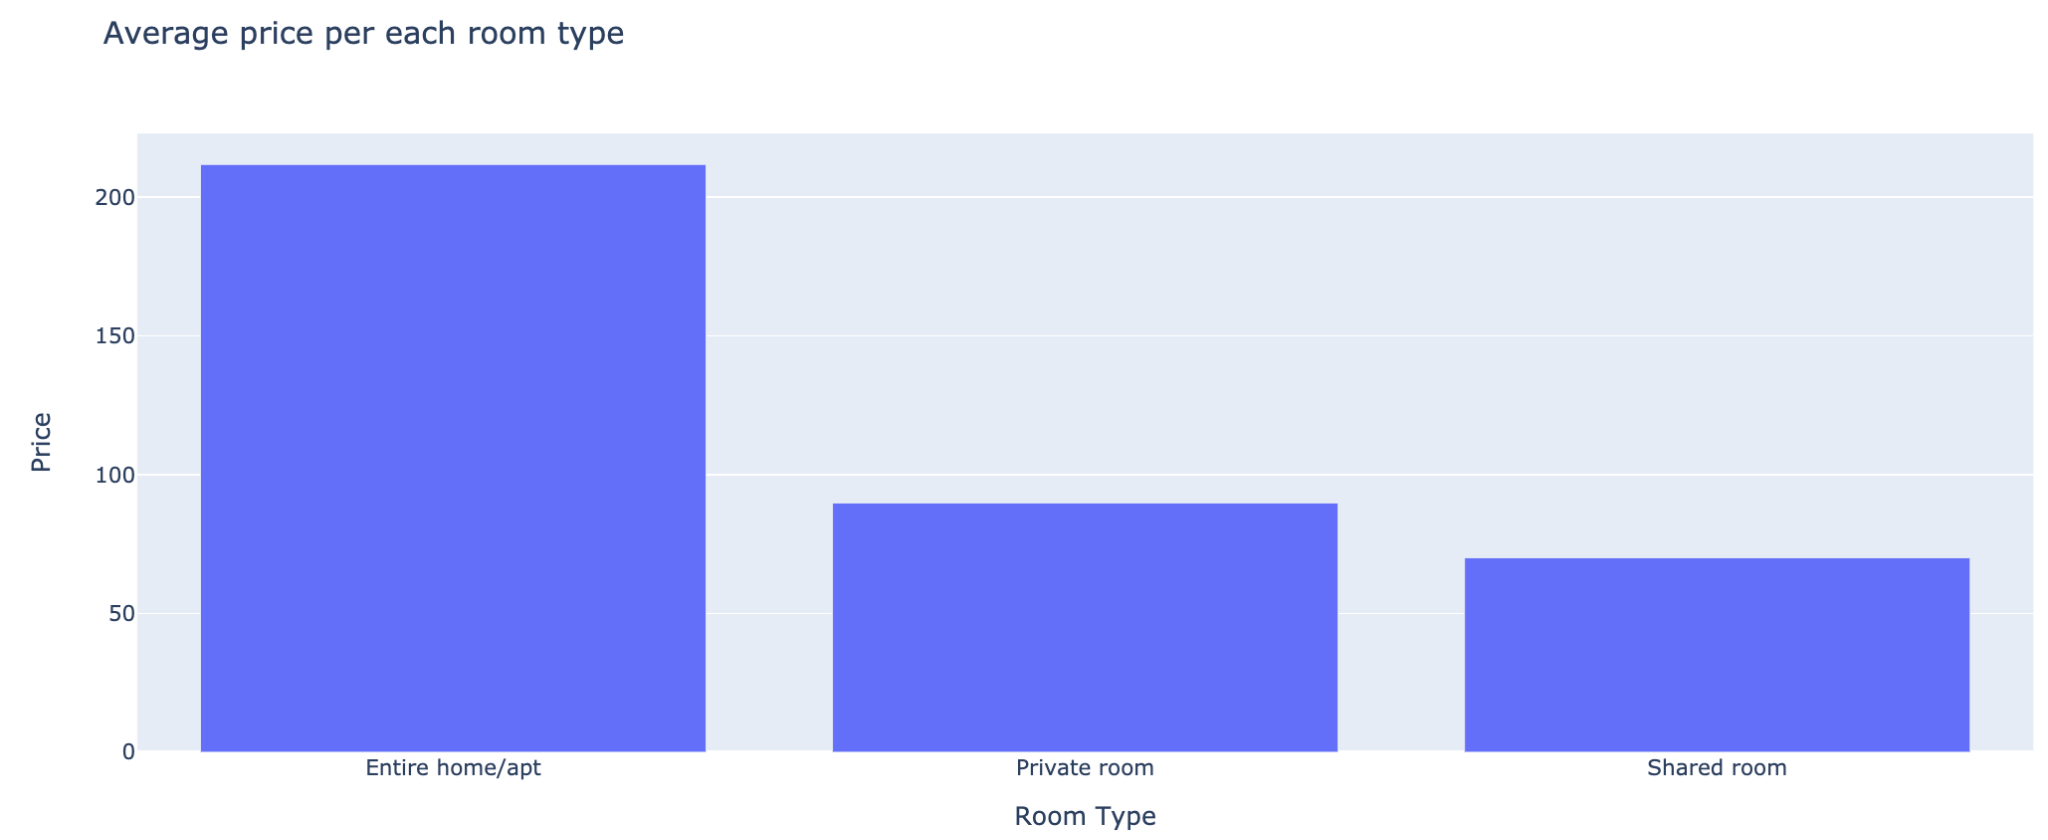 Average price per each room type
200
150
100
50
0
Price
Entire home/apt
Private room
Shared room
Room Type